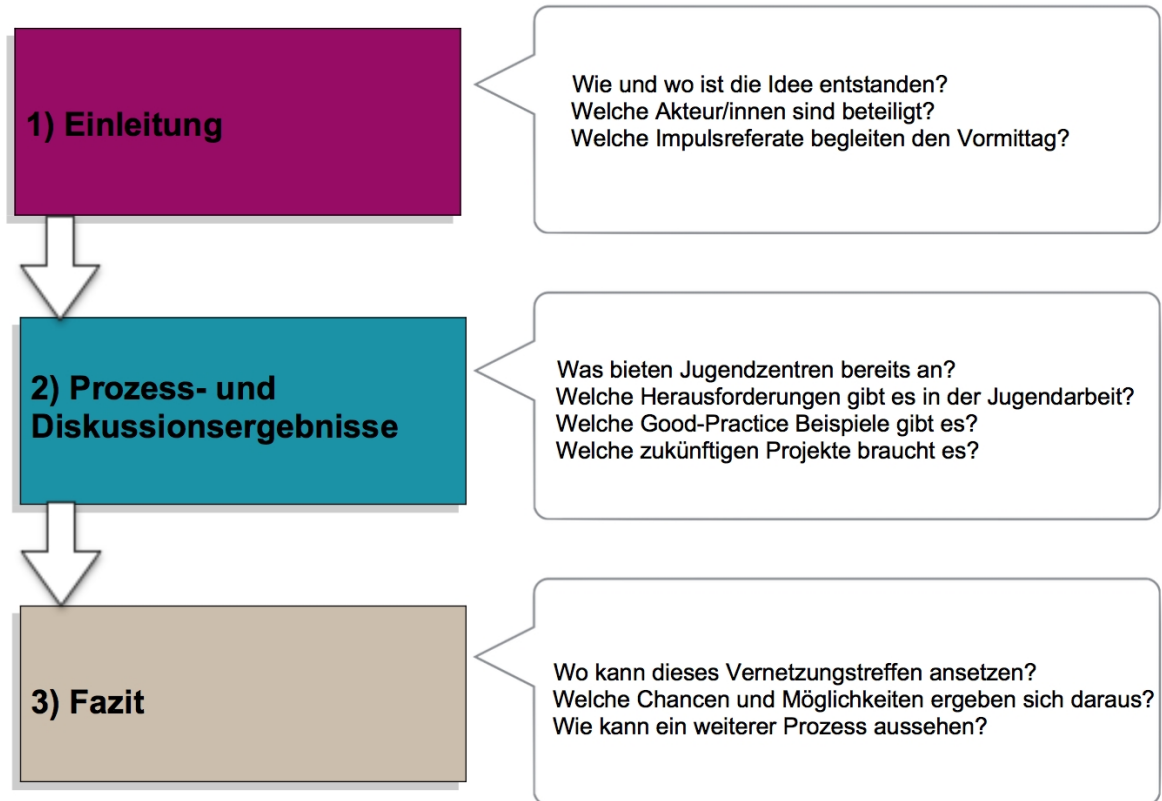 1) Einleitung
Wie und wo ist die Idee entstanden?
Welche Akteur/innen sind beteiligt?
Welche Impulsreferate begleiten den Vormittag?
2) Prozess- und
Diskussionsergebnisse
Was bieten Jugendzentren bereits an?
Welche Herausforderungen gibt es in der Jugendarbeit?
Welche Good-Practice Beispiele gibt es?
Welche zukünftigen Projekte braucht es?
3) Fazit
Wo kann dieses Vernetzungstreffen ansetzen?
Welche Chancen und Möglichkeiten ergeben sich daraus?
Wie kann ein weiterer Prozess aussehen?